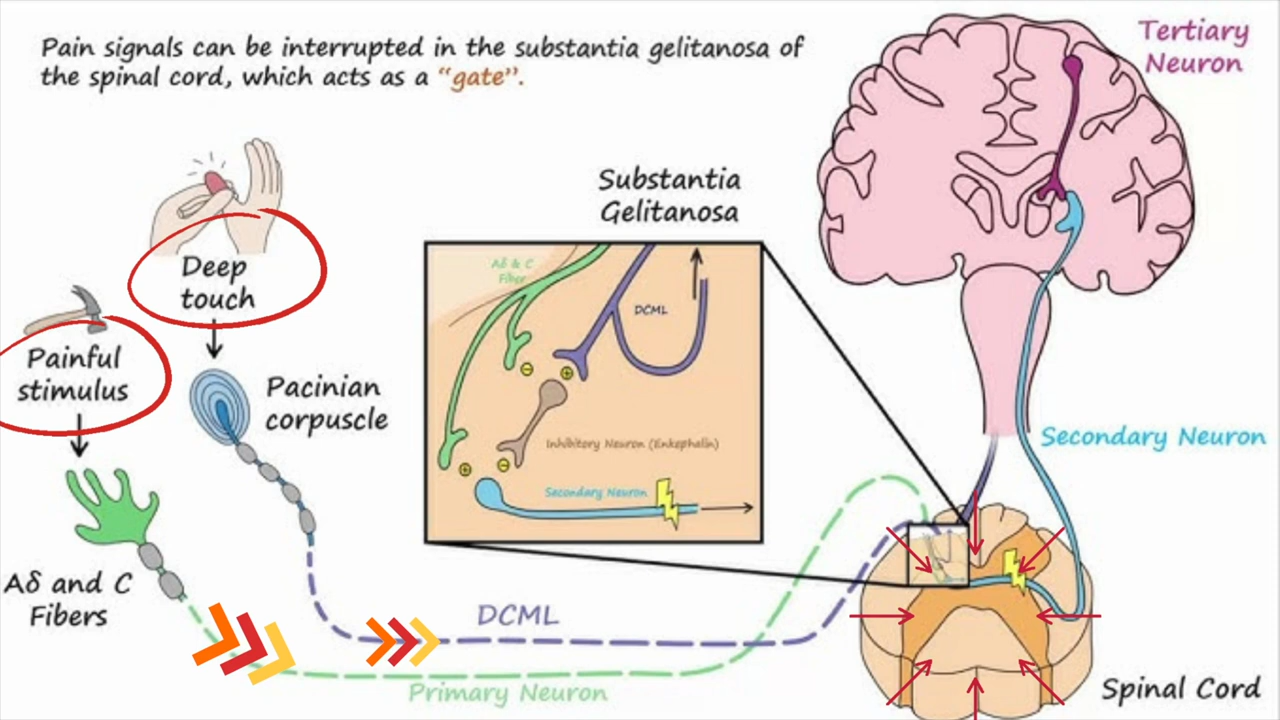 Pain signals can be interrupted in the substantia gelitanosa of
the spinal cord, which acts as a “gate”.
Tertiary
Neuron
Substantia
Gelitanosa
Deep
touch
Painful
stimulus
Pacinian
corpuscle
Aδ & C
Fiber
DCML
Inhibitory Neuron (Enkephalin)
Secondary Neuron
Secondary Neuron
Aδ and C
Fibers
DCML
Primary Neuron
Spinal Cord